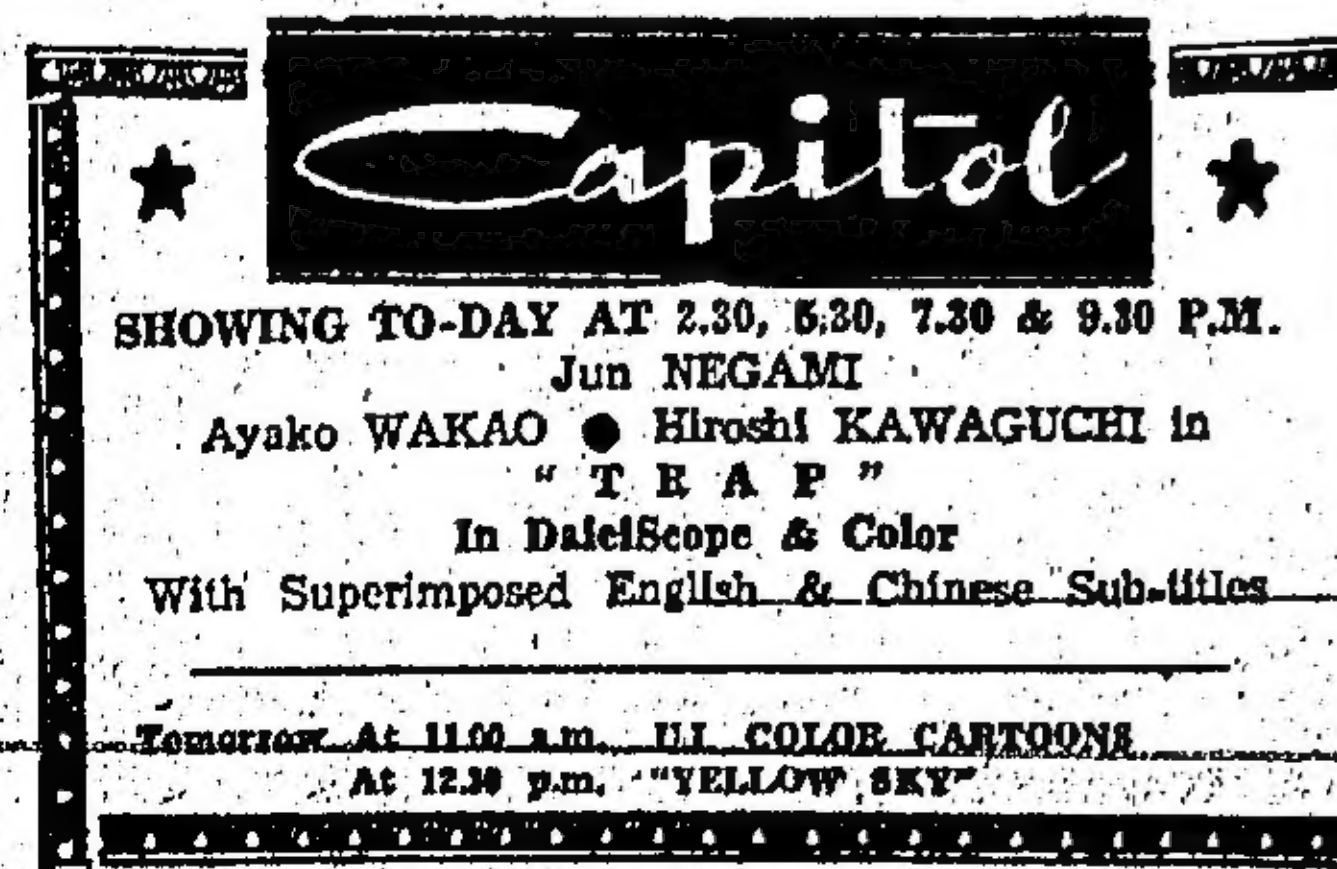 Capitol
SHOWING TO-DAY AT 2.30, 5.30, 7.30 & 9.30 P.M.
Jun NEGAMI
Ayako WAKAO ● Hiroshi KAWAGUCHI in
"TRAP"
In DaieiScope & Color
With Superimposed English & Chinese Sub-titles
Tomorrow At 11.00 a.m. U.I. COLOR CARTOONS
At 12.30 p.m. "YELLOW SKY"